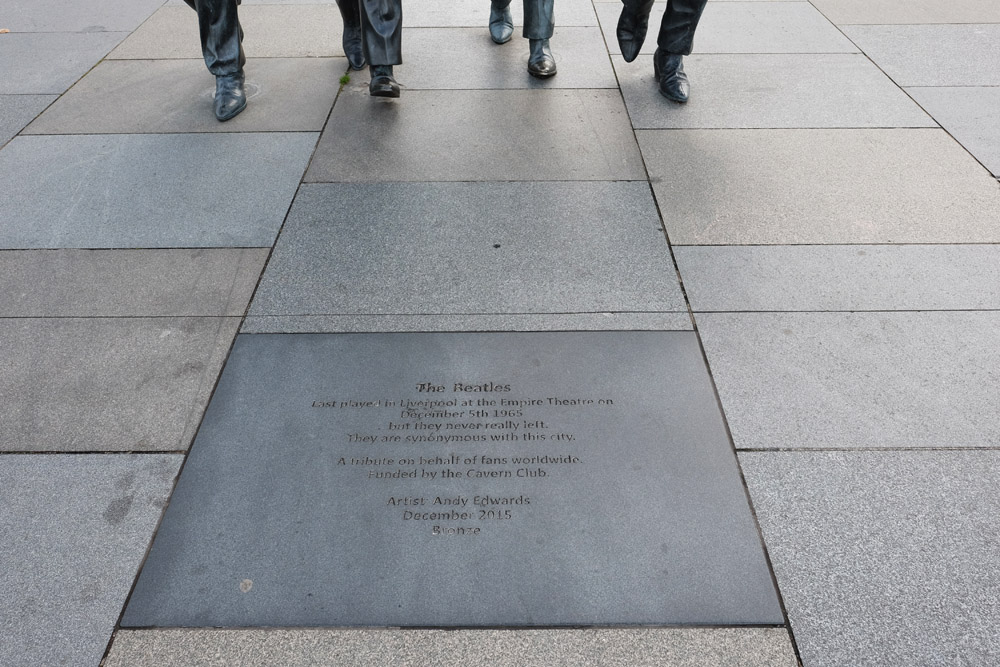 The Beatles
Last played in Liverpool at the Empire Theatre on
December 5th 1965
but they never really left.
They are synonymous with this city.
A tribute on behalf of fans worldwide.
Funded by the Cavern Club.
Artist Andy Edwards
December 2015
Bronze